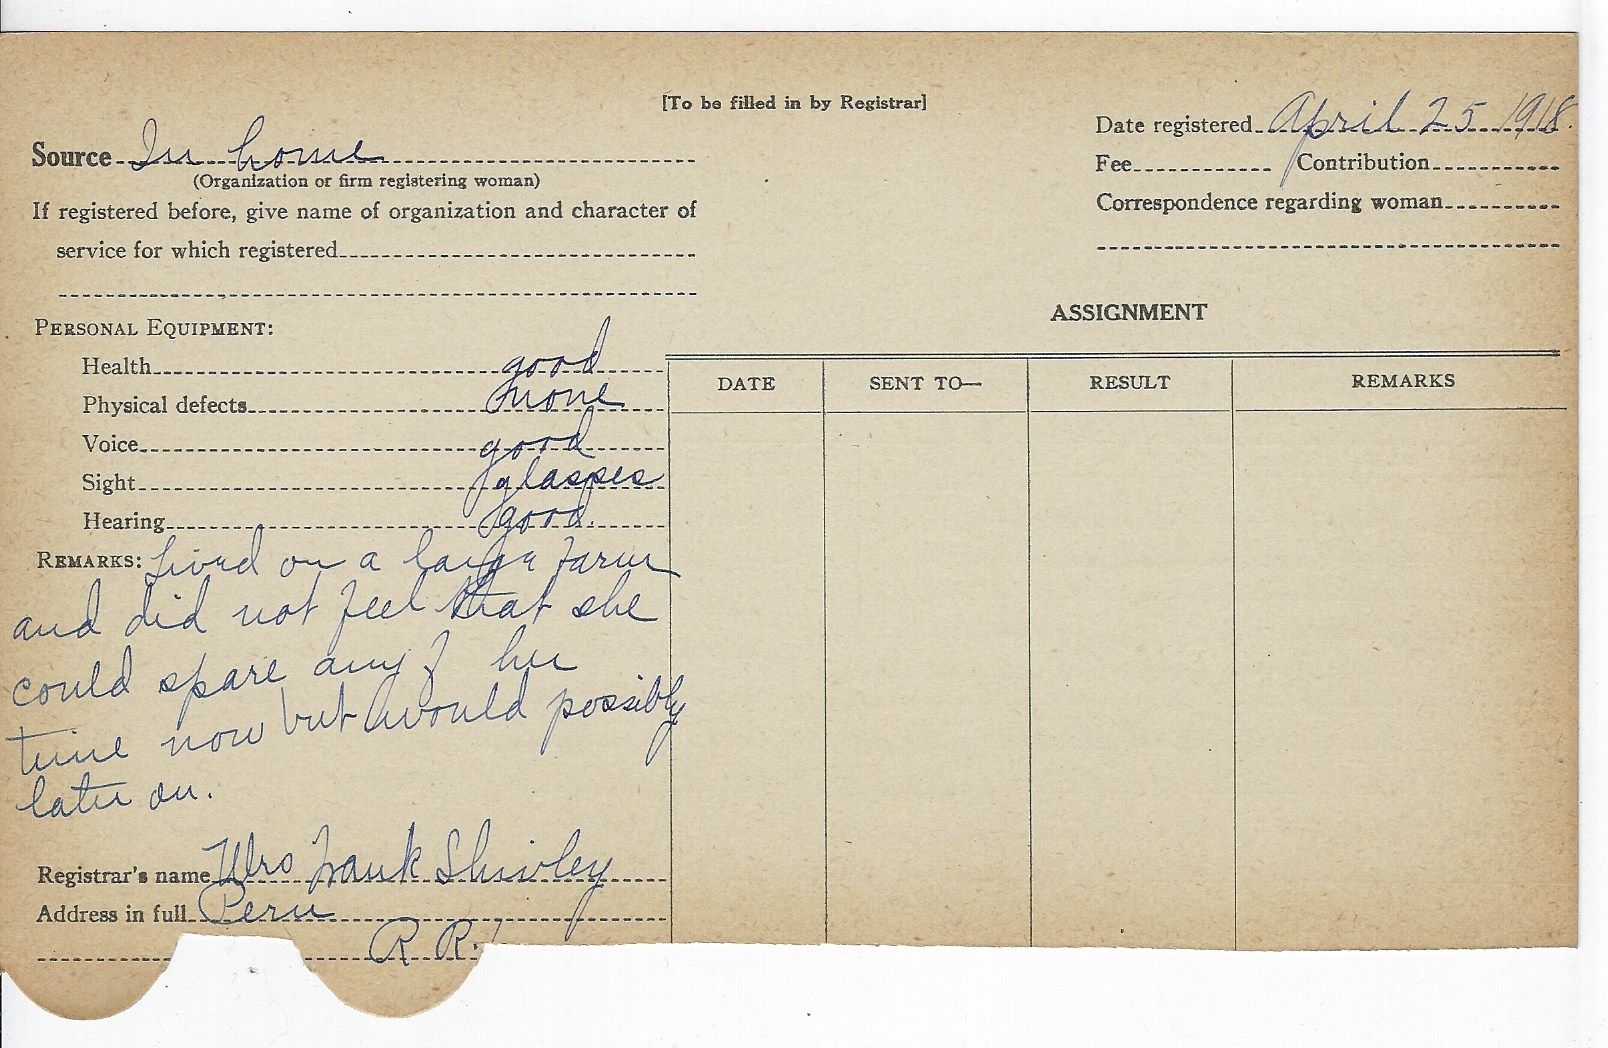 [To be filled in by Registrar]
Source In home
(Organization or firm registering woman)
If registered before, give name of organization and character of
service for which registered
Date registered April 25 1918.
Fee Contribution
Correspondence regarding woman
PERSONAL EQUIPMENT:
Health good
Physical defects none
Voice good
Sight glasses
Hearing good.
REMARKS: Lived on a large farm
and did not feel that she
could spare any of her
time now but would possibly
later on.
Registrar's name Mrs Frank Shively
Address in full Peru
R R.
ASSIGNMENT
DATE SENT TO— RESULT REMARKS